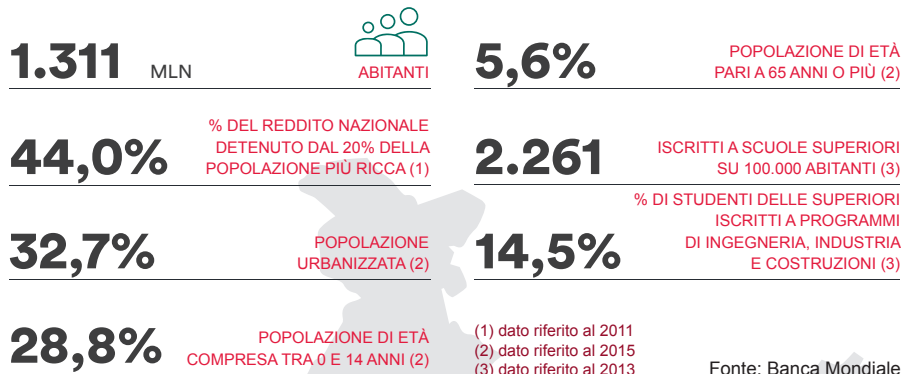 1.311 MLN
ABITANTI
44,0%
% DEL REDDITO NAZIONALE
DETENUTO DAL 20% DELLA
POPOLAZIONE PIÙ RICCA (1)
32,7%
POPOLAZIONE
URBANIZZATA (2)
28,8%
POPOLAZIONE DI ETÀ
COMPRESA TRA 0 E 14 ANNI (2)
5,6%
POPOLAZIONE DI ETÀ
PARI A 65 ANNI O PIÙ (2)
2.261
ISCRITTI A SCUOLE SUPERIORI
SU 100.000 ABITANTI (3)
14,5%
% DI STUDENTI DELLE SUPERIORI
ISCRITTI A PROGRAMMI
DI INGEGNERIA, INDUSTRIA
E COSTRUZIONI (3)
(1) dato riferito al 2011
(2) dato riferito al 2015
(3) dato riferito al 2013
Fonte: Banca Mondiale